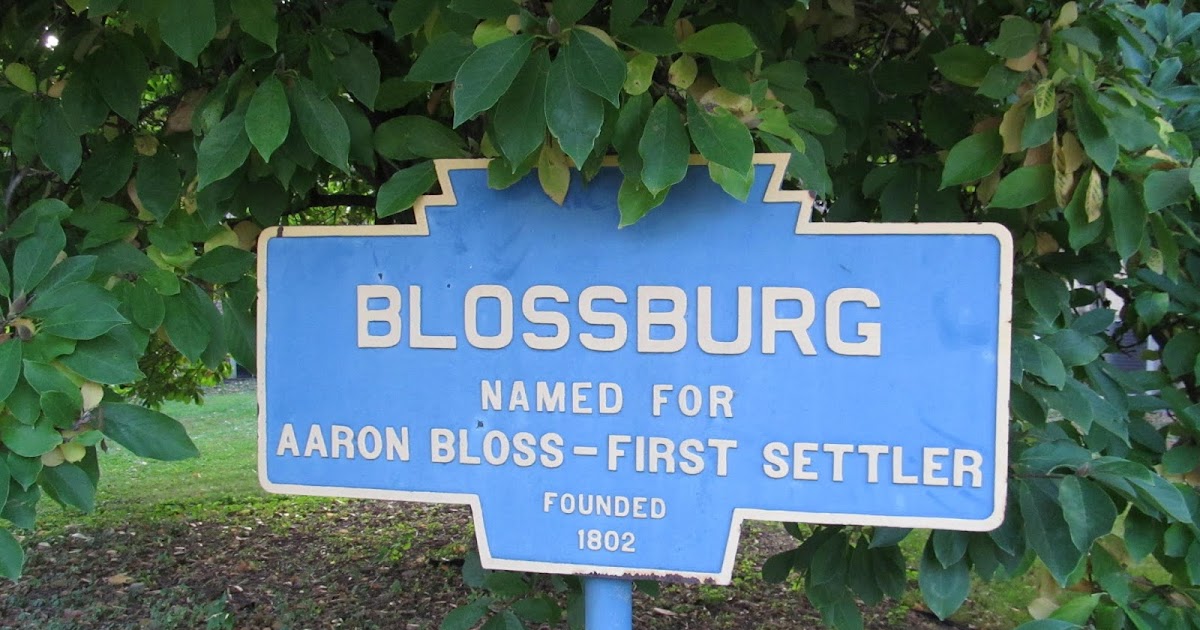 BLOSSBURG
NAMED FOR
AARON BLOSS – FIRST SETTLER
FOUNDED
1802